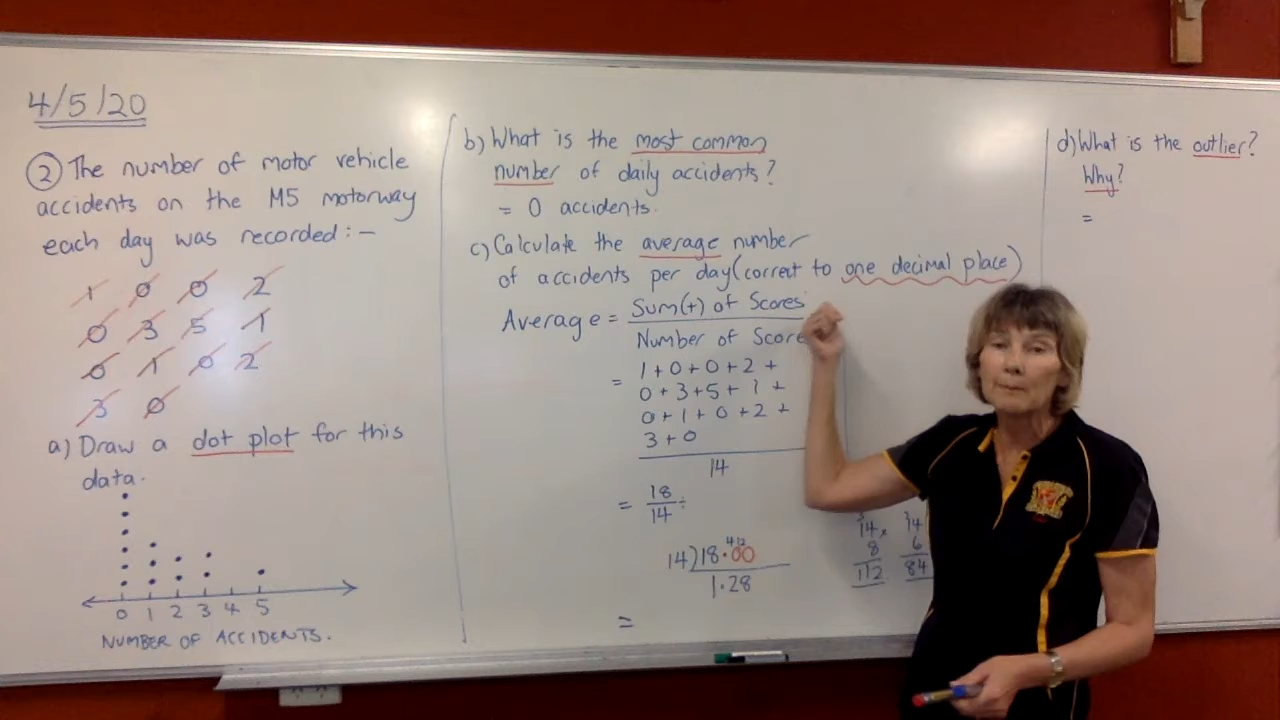 4/5/20
② The number of motor vehicle
accidents on the M5 motorway
each day was recorded:-
1 0 0 2
0 3 5 1
0 1 0 2
3 0
a) Draw a dot plot for this
data.
0 1 2 3 4 5
NUMBER OF ACCIDENTS.
b) What is the most common
number of daily accidents?
= 0 accidents.
c) Calculate the average number
of accidents per day (correct to one decimal place)
Average = Sum(+) of Scores
Number of Score
= 1+0+0+2+
0+3+5+1+
0+1+0+2+
3+0
14
= 18
14 ÷
4 12
14)18.00
1.28
=
3
14 x
8
112
14
6
84
d) What is the outlier?
Why?
=